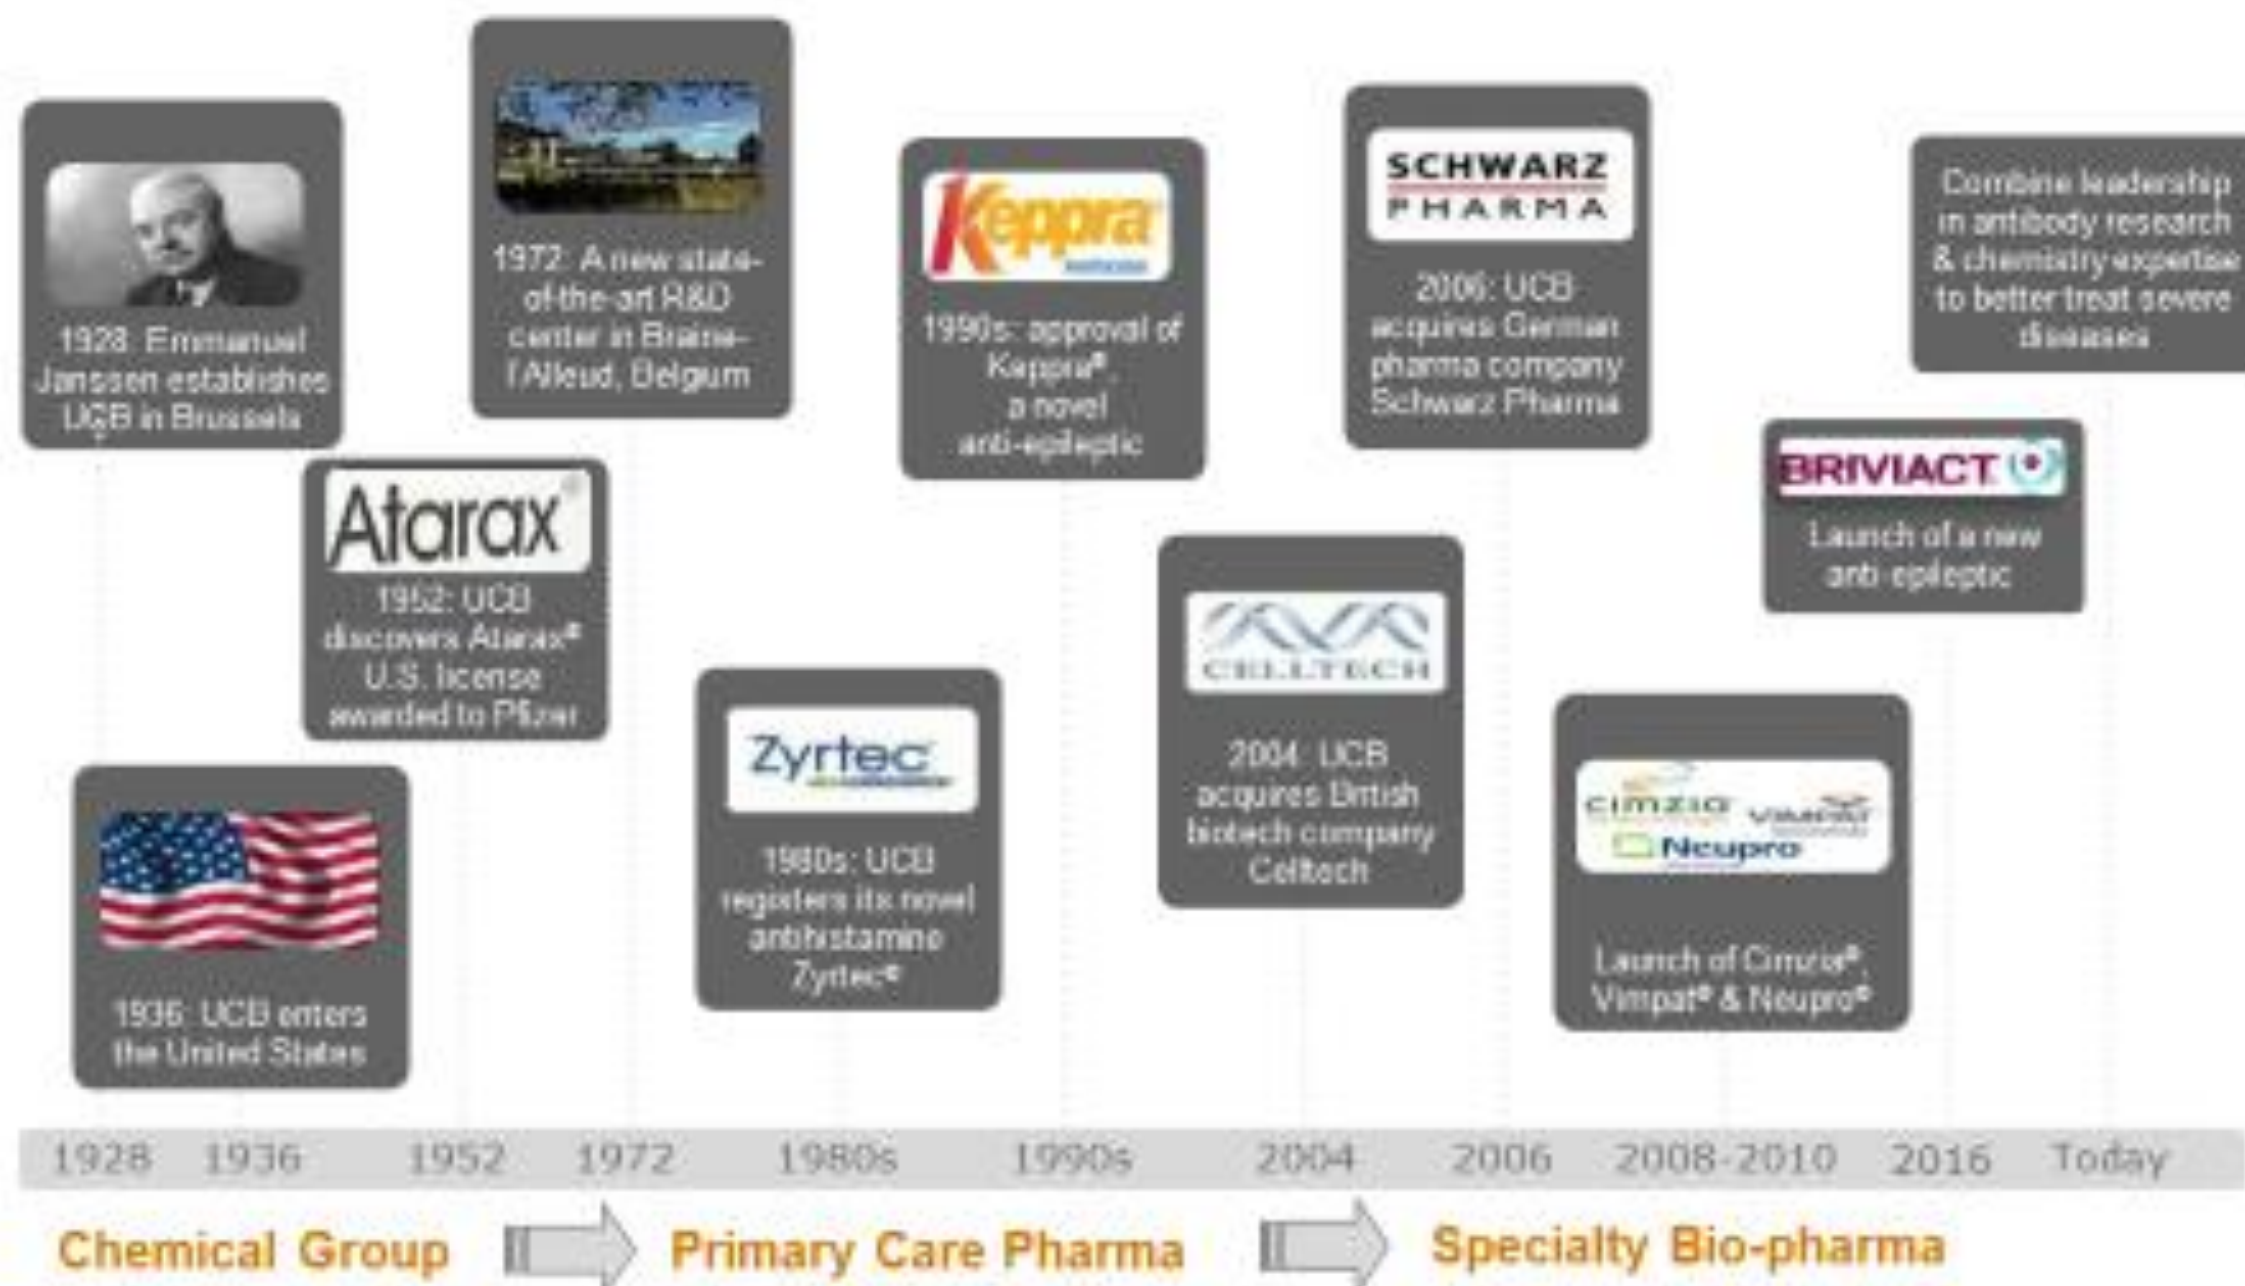 1928: Emmanuel
Janssen establishes
UCB in Brussels
1936: UCB enters
the United States
Atarax
1952: UCB
discovers Atarax®
U.S. license
awarded to Pfizer
1972: A new state-
of-the-art R&D
center in Braine-
l'Alleud, Belgium
Zyrtec
1980s: UCB
registers its novel
antihistamine
Zyrtec®
Keppra
1990s: approval of
Keppra®,
a novel
anti-epileptic
CELLTECH
2004: UCB
acquires British
biotech company
Celltech
SCHWARZ
PHARMA
2006: UCB
acquires German
pharma company
Schwarz Pharma
cimzia VIMPAT
Neupro
Launch of Cimzia®,
Vimpat® & Neupro®
BRIVIACT
Launch of a new
anti-epileptic
Combine leadership
in antibody research
& chemistry expertise
to better treat severe
diseases
1928 1936 1952 1972 1980s 1990s 2004 2006 2008-2010 2016 Today
Chemical Group Primary Care Pharma Specialty Bio-pharma